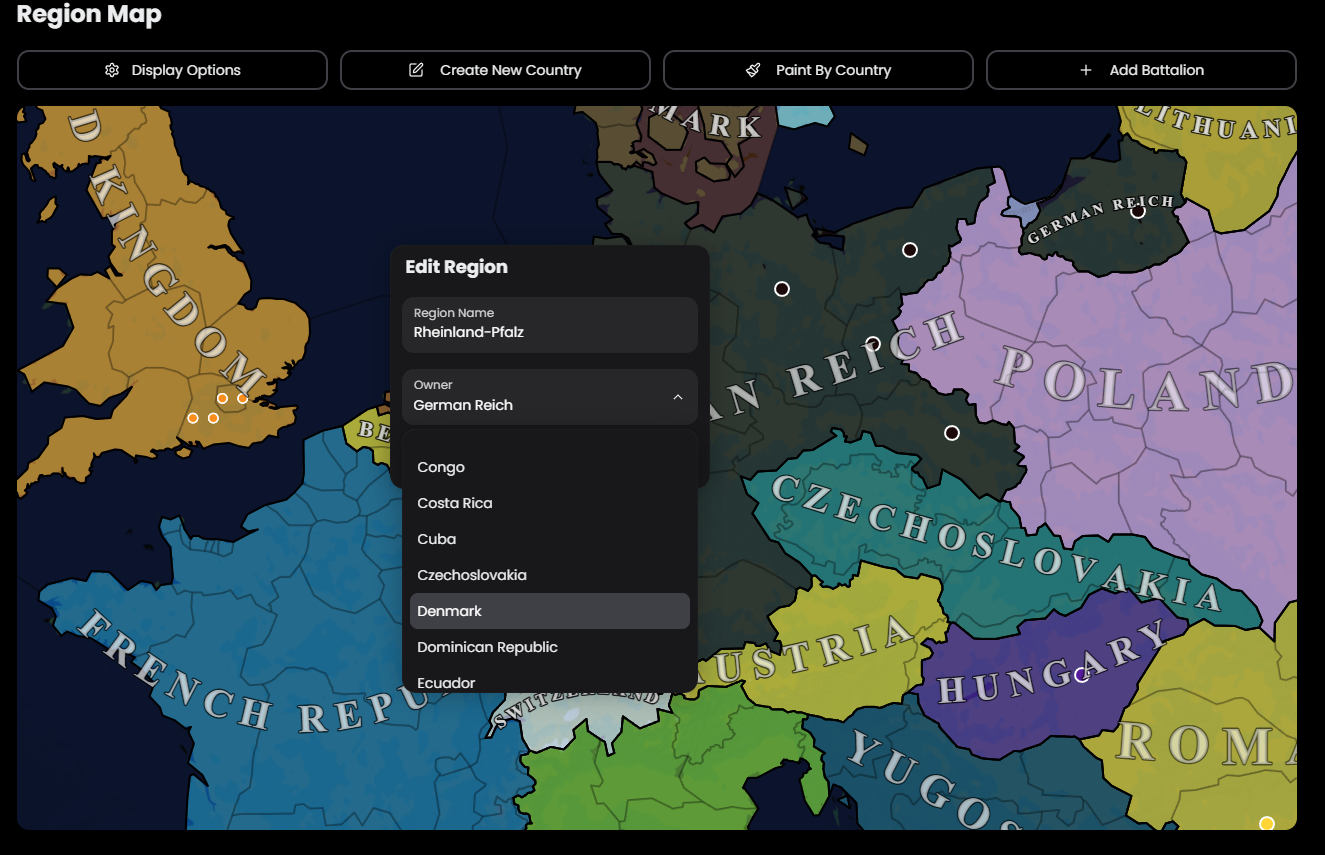 Region Map
Display Options
Create New Country
Paint By Country
Add Battalion
D KINGDOM
MARK
LITHUANI
GERMAN REICH
Edit Region
Region Name
Rheinland-Pfalz
Owner
German Reich
AN REICH
POLAND
BE
Congo
Costa Rica
Cuba
Czechoslovakia
Denmark
Dominican Republic
Ecuador
CZECHOSLOVAKIA
FRENCH REPU
USTRIA
HUNGARY
SWITZERLAND
ROMA
YUGOS